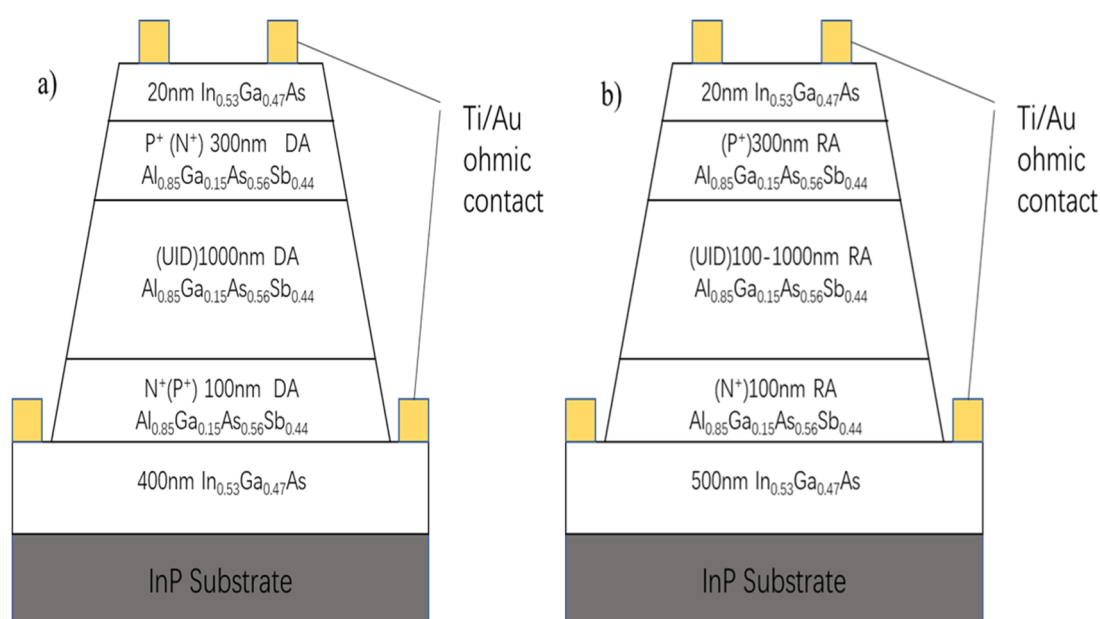 a)
20nm In₀.₅₃Ga₀.₄₇As
P⁺ (N⁺) 300nm DA
Al₀.₈₅Ga₀.₁₅As₀.₅₆Sb₀.₄₄
(UID)1000nm DA
Al₀.₈₅Ga₀.₁₅As₀.₅₆Sb₀.₄₄
N⁺(P⁺) 100nm DA
Al₀.₈₅Ga₀.₁₅As₀.₅₆Sb₀.₄₄
400nm In₀.₅₃Ga₀.₄₇As
InP Substrate
Ti/Au
ohmic
contact
b)
20nm In₀.₅₃Ga₀.₄₇As
(P⁺)300nm RA
Al₀.₈₅Ga₀.₁₅As₀.₅₆Sb₀.₄₄
(UID)100-1000nm RA
Al₀.₈₅Ga₀.₁₅As₀.₅₆Sb₀.₄₄
(N⁺)100nm RA
Al₀.₈₅Ga₀.₁₅As₀.₅₆Sb₀.₄₄
500nm In₀.₅₃Ga₀.₄₇As
InP Substrate
Ti/Au
ohmic
contact